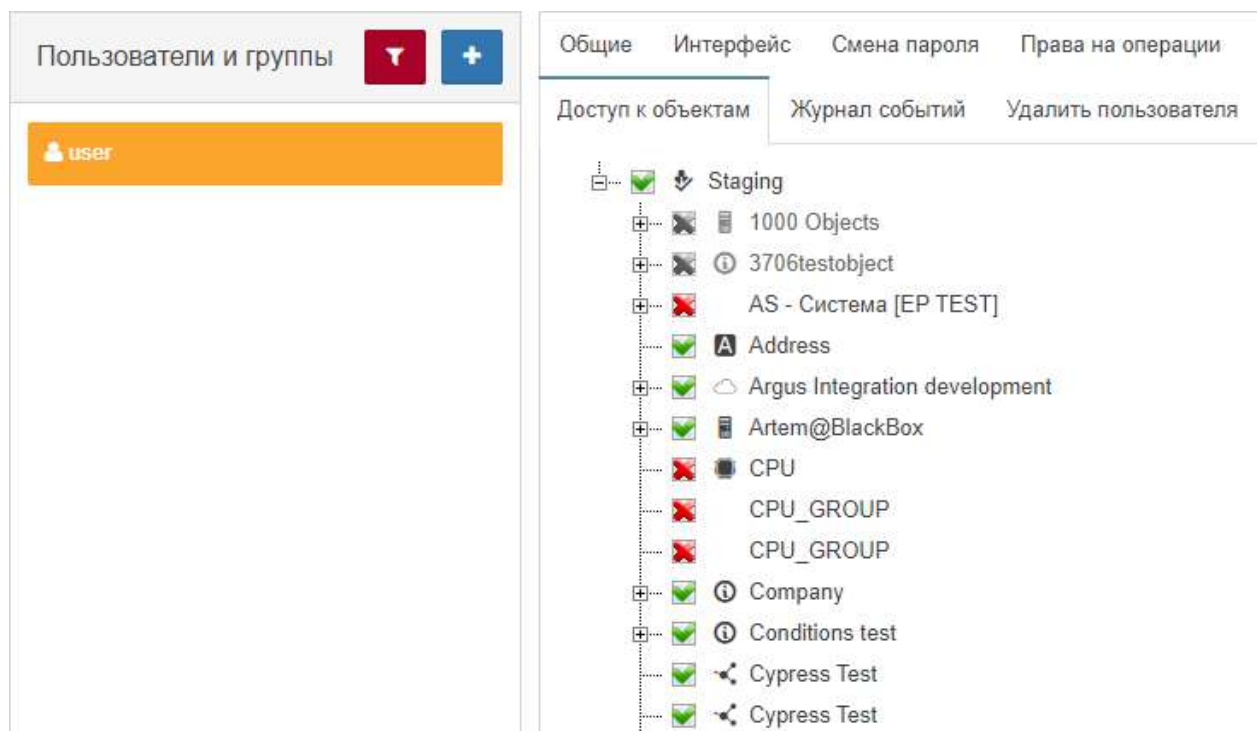 Пользователи и группы
user
Общие Интерфейс Смена пароля Права на операции
Доступ к объектам Журнал событий Удалить пользователя
Staging
1000 Objects
3706testobject
AS - Система [EP TEST]
Address
Argus Integration development
Artem@BlackBox
CPU
CPU_GROUP
CPU_GROUP
Company
Conditions test
Cypress Test
Cypress Test